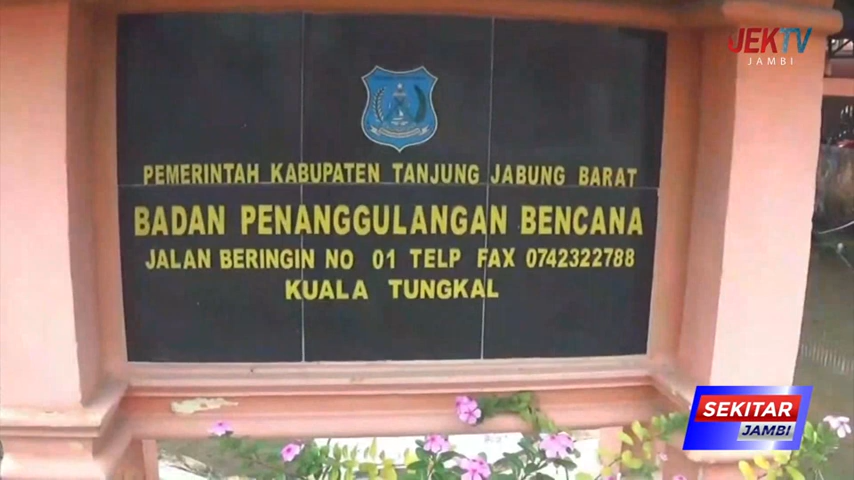 JEKTV
JAMBI
PEMERINTAH KABUPATEN TANJUNG JABUNG BARAT
BADAN PENANGGULANGAN BENCANA
JALAN BERINGIN NO 01 TELP FAX 0742322788
KUALA TUNGKAL
SEKITAR
JAMBI